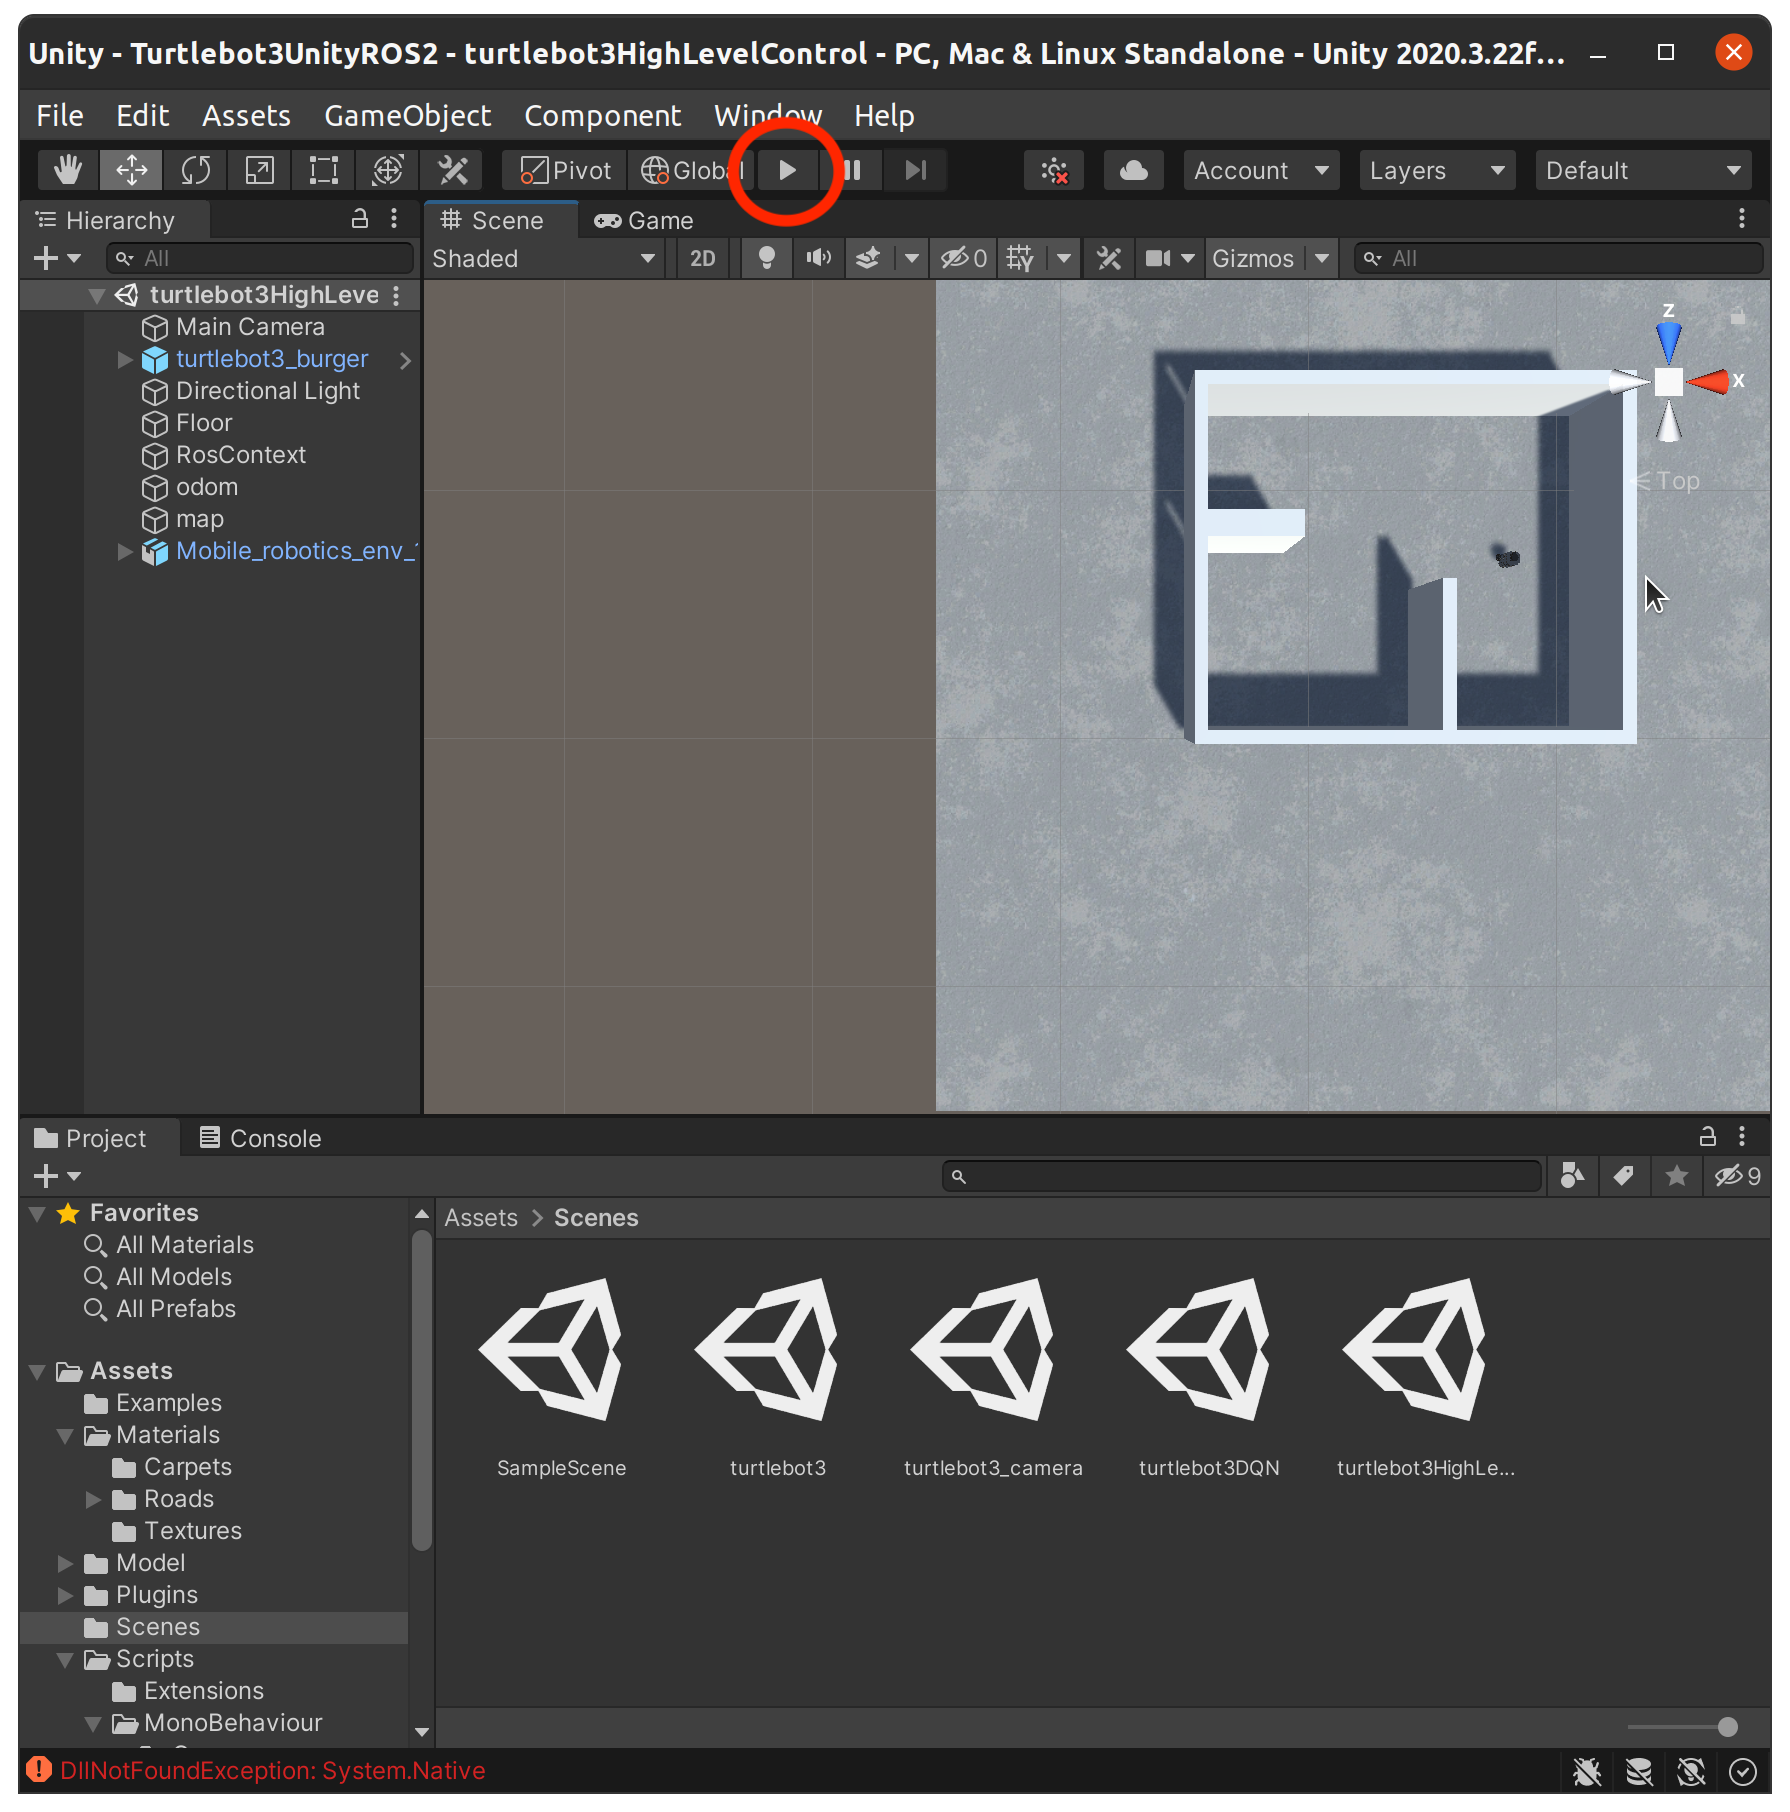 Unity - Turtlebot3UnityROS2 - turtlebot3HighLevelControl - PC, Mac & Linux Standalone - Unity 2020.3.22f...
File Edit Assets GameObject Component Window Help
Pivot Global Account Layers Default
Hierarchy
All
turtlebot3HighLeve
Main Camera
turtlebot3_burger
Directional Light
Floor
RosContext
odom
map
Mobile_robotics_env_
Scene Game
Shaded 2D 0 Gizmos All
z
x
Top
Project Console
9
Favorites
All Materials
All Models
All Prefabs
Assets
Examples
Materials
Carpets
Roads
Textures
Model
Plugins
Scenes
Scripts
Extensions
MonoBehaviour
Assets > Scenes
SampleScene turtlebot3 turtlebot3_camera turtlebot3DQN turtlebot3HighLe...
DllNotFoundException: System.Native